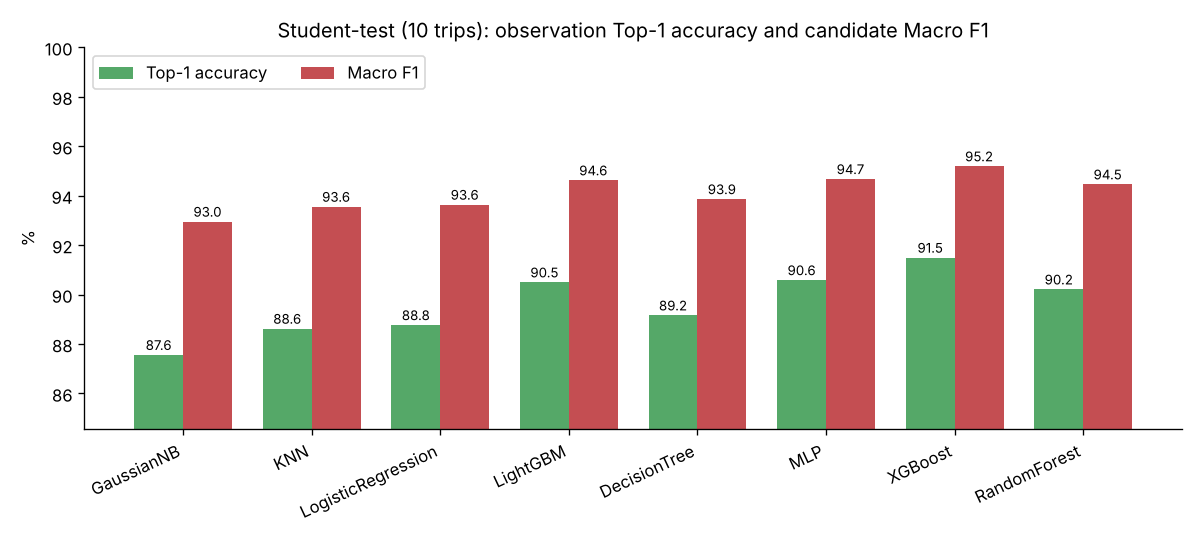 Student-test (10 trips): observation Top-1 accuracy and candidate Macro F1
Top-1 accuracy
Macro F1
%
100
98
96
94
92
90
88
86
87.6
93.0
88.6
93.6
88.8
93.6
90.5
94.6
89.2
93.9
90.6
94.7
91.5
95.2
90.2
94.5
GaussianNB
KNN
LogisticRegression
LightGBM
DecisionTree
MLP
XGBoost
RandomForest